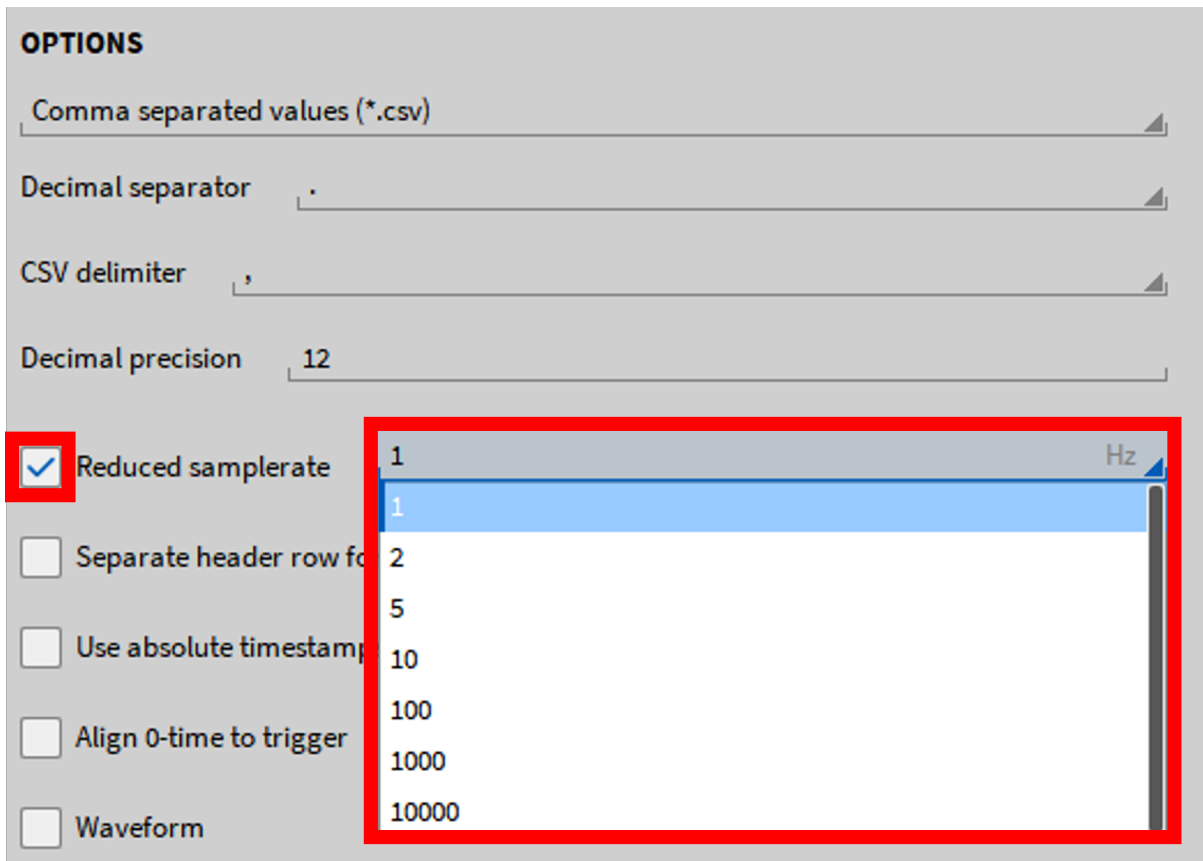 OPTIONS
Comma separated values (*.csv)
Decimal separator .
CSV delimiter ,
Decimal precision 12
Reduced samplerate 1 Hz
1
Separate header row fo 2
5
Use absolute timestamp
10
100
Align 0-time to trigger
1000
10000
Waveform